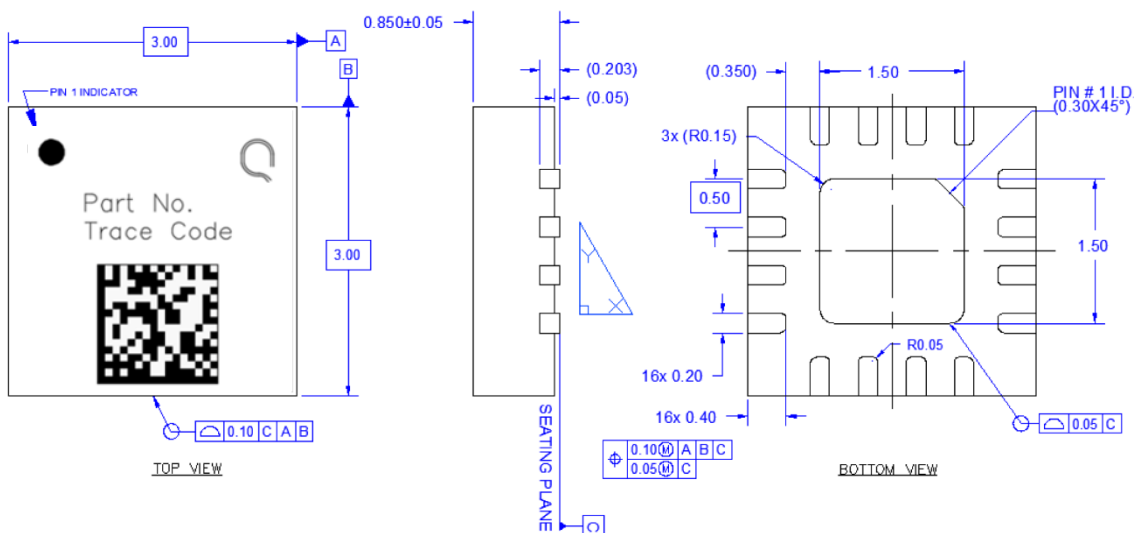 3.00
A
B
PIN 1 INDICATOR
Part No.
Trace Code
3.00
0.10 C A B
TOP VIEW
0.850±0.05
(0.203)
(0.05)
Y
X
SEATING PLANE
C
(0.350)
1.50
PIN # 1 I.D.
(0.30X45°)
3x (R0.15)
0.50
1.50
R0.05
16x 0.20
16x 0.40
⌖ 0.10Ⓜ A B C
0.05Ⓜ C
0.05 C
BOTTOM VIEW